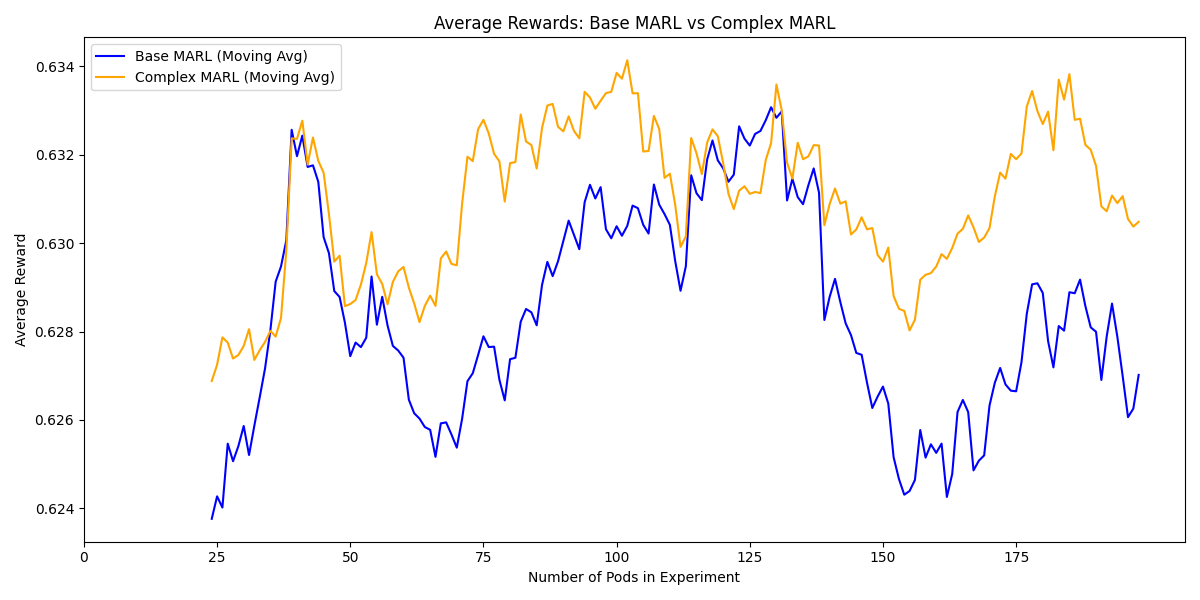 Average Rewards: Base MARL vs Complex MARL
Base MARL (Moving Avg)
Complex MARL (Moving Avg)
0.634
0.632
0.630
0.628
0.626
0.624
Average Reward
0 25 50 75 100 125 150 175
Number of Pods in Experiment